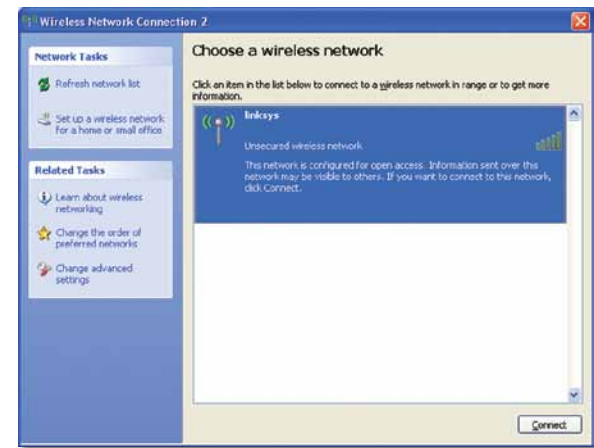 Wireless Network Connection 2
Network Tasks
Refresh network list
Set up a wireless network
for a home or small office
Related Tasks
Learn about wireless
networking
Change the order of
preferred networks
Change advanced
settings
Choose a wireless network
Click an item in the list below to connect to a wireless network in range or to get more
information.
linksys
Unsecured wireless network
This network is configured for open access. Information sent over this
network may be visible to others. If you want to connect to this network,
click Connect.
Connect